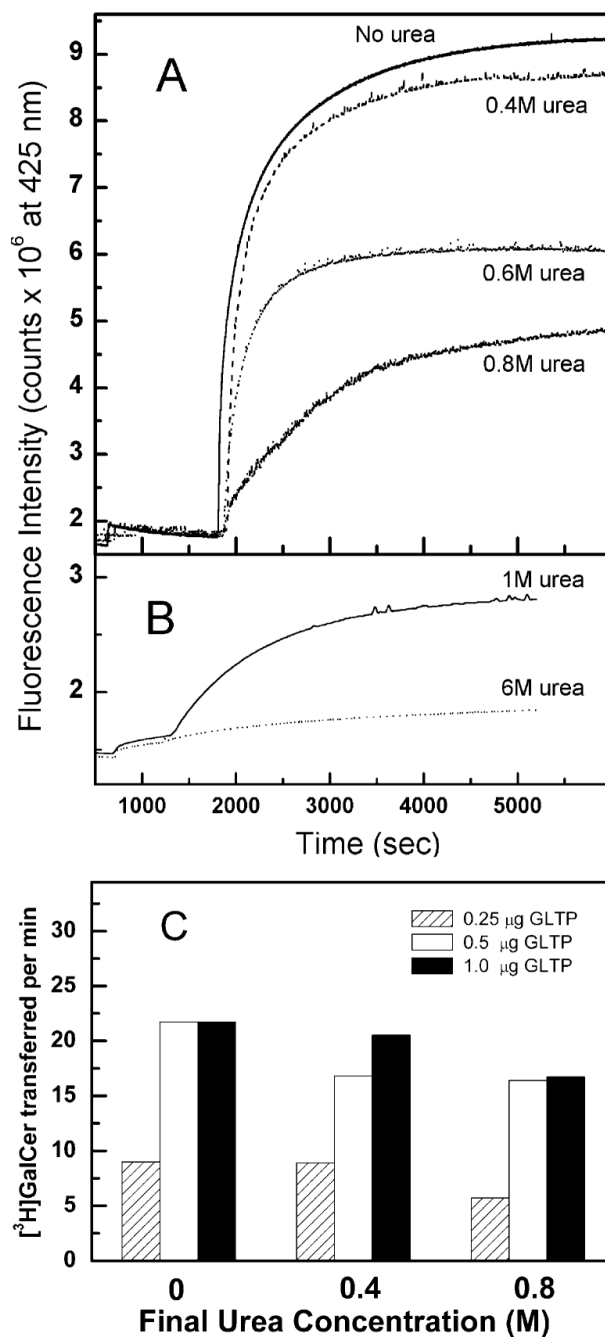 A
No urea
0.4M urea
0.6M urea
0.8M urea
9
8
7
6
5
4
3
2
Fluorescence Intensity (counts x 10⁶ at 425 nm)
B
1M urea
6M urea
3
2
1000 2000 3000 4000 5000
Time (sec)
C
0.25 µg GLTP
0.5 µg GLTP
1.0 µg GLTP
30
25
20
15
10
5
0
[³H]GalCer transferred per min
0 0.4 0.8
Final Urea Concentration (M)